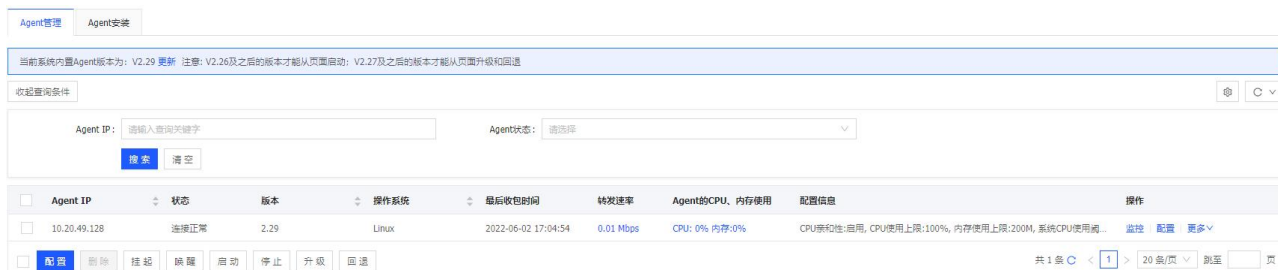 Agent管理 Agent安装
当前系统内置Agent版本为：V2.29 更新 注意：V2.26及之后的版本才能从页面启动；V2.27及之后的版本才能从页面升级和回退
收起查询条件
Agent IP： 请输入查询关键字 Agent状态： 请选择
搜索 清空
Agent IP 状态 版本 操作系统 最后收包时间 转发速率 Agent的CPU、内存使用 配置信息 操作
10.20.49.128 连接正常 2.29 Linux 2022-06-02 17:04:54 0.01 Mbps CPU: 0% 内存:0% CPU亲和性:启用, CPU使用上限:100%, 内存使用上限:200M, 系统CPU使用阈... 监控 配置 更多
配置 删除 挂起 唤醒 启动 停止 升级 回退 共1条 < 1 > 20条/页 跳至 页